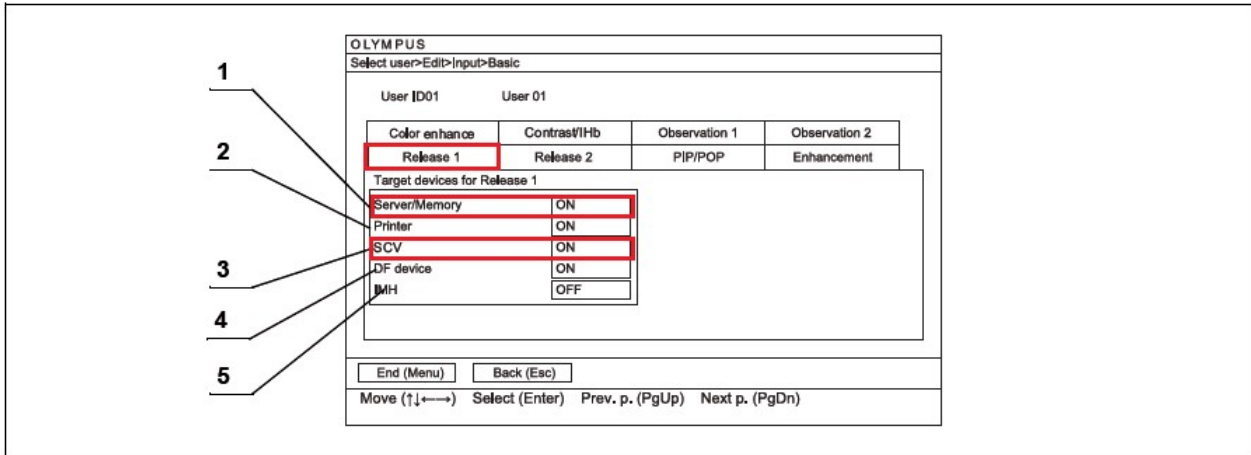 OLYMPUS
Select user>Edit>Input>Basic
User ID01 User 01
Color enhance Contrast/IHb Observation 1 Observation 2
Release 1 Release 2 PIP/POP Enhancement
Target devices for Release 1
1 Server/Memory ON
2 Printer ON
3 SCV ON
4 DF device ON
5 IMH OFF
End (Menu) Back (Esc)
Move (↑↓←→) Select (Enter) Prev. p. (PgUp) Next p. (PgDn)